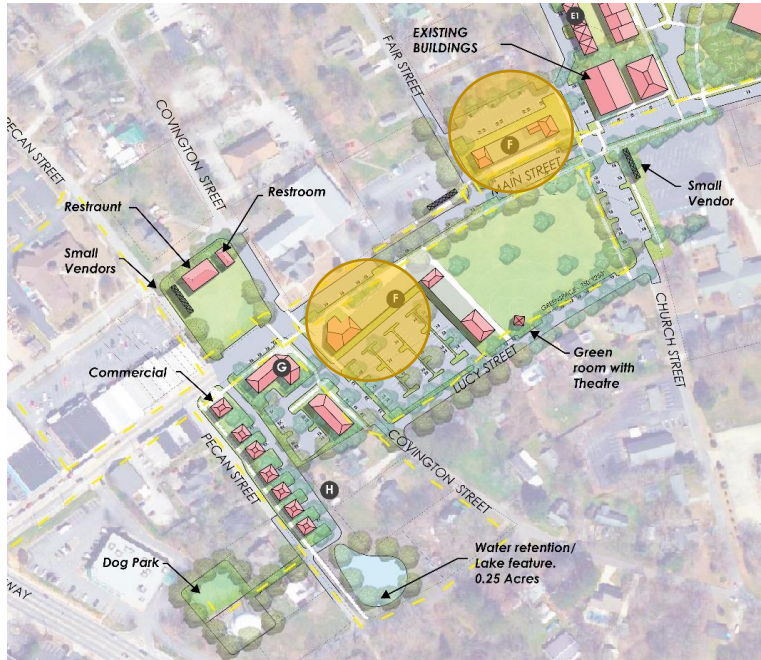 E1
EXISTING
BUILDINGS
FAIR STREET
COVINGTON STREET
PECAN STREET
F
MAIN STREET
Small
Vendor
Restroom
Restraunt
Small
Vendors
F
CHURCH STREET
Green
room with
Theatre
LUCY STREET
Commercial
G
COVINGTON STREET
PECAN STREET
H
Dog Park
Water retention/
Lake feature.
0.25 Acres
WAY